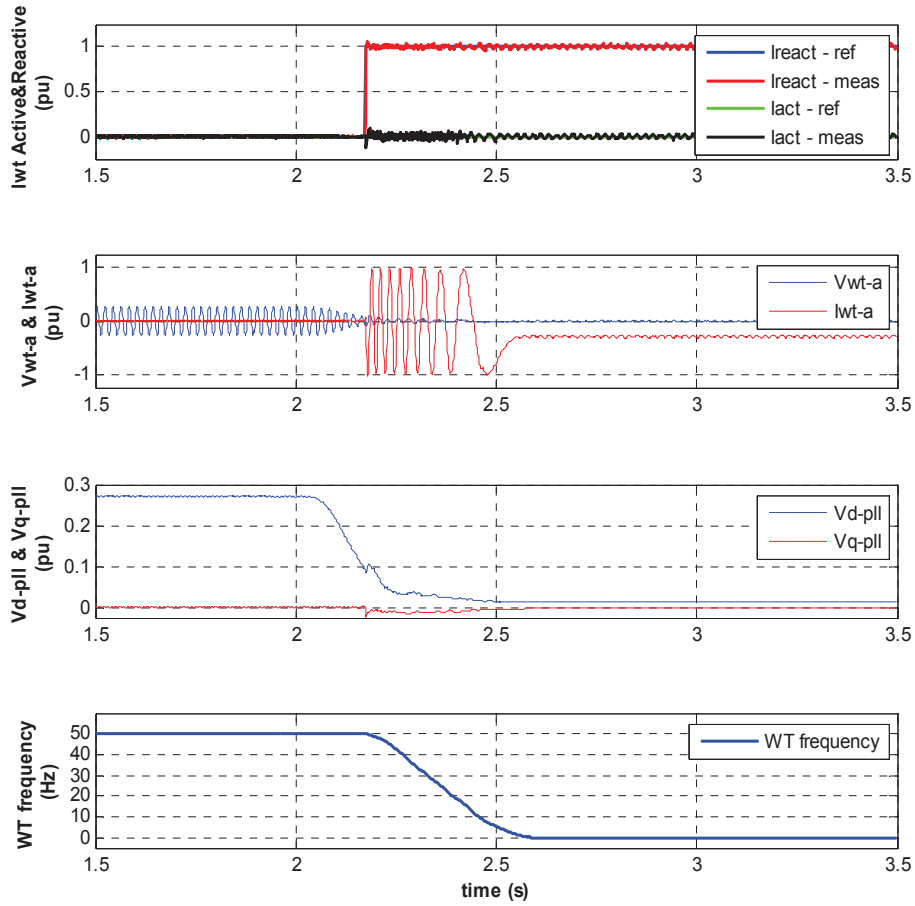 Iwt Active&Reactive
(pu)
1
0.5
0
Ireact - ref
Ireact - meas
Iact - ref
Iact - meas
1.5
2
2.5
3
3.5
Vwt-a & Iwt-a
(pu)
1
0
-1
Vwt-a
Iwt-a
1.5
2
2.5
3
3.5
Vd-pll & Vq-pll
(pu)
0.3
0.2
0.1
0
Vd-pll
Vq-pll
1.5
2
2.5
3
3.5
WT frequency
(Hz)
50
40
30
20
10
0
WT frequency
1.5
2
2.5
3
3.5
time (s)